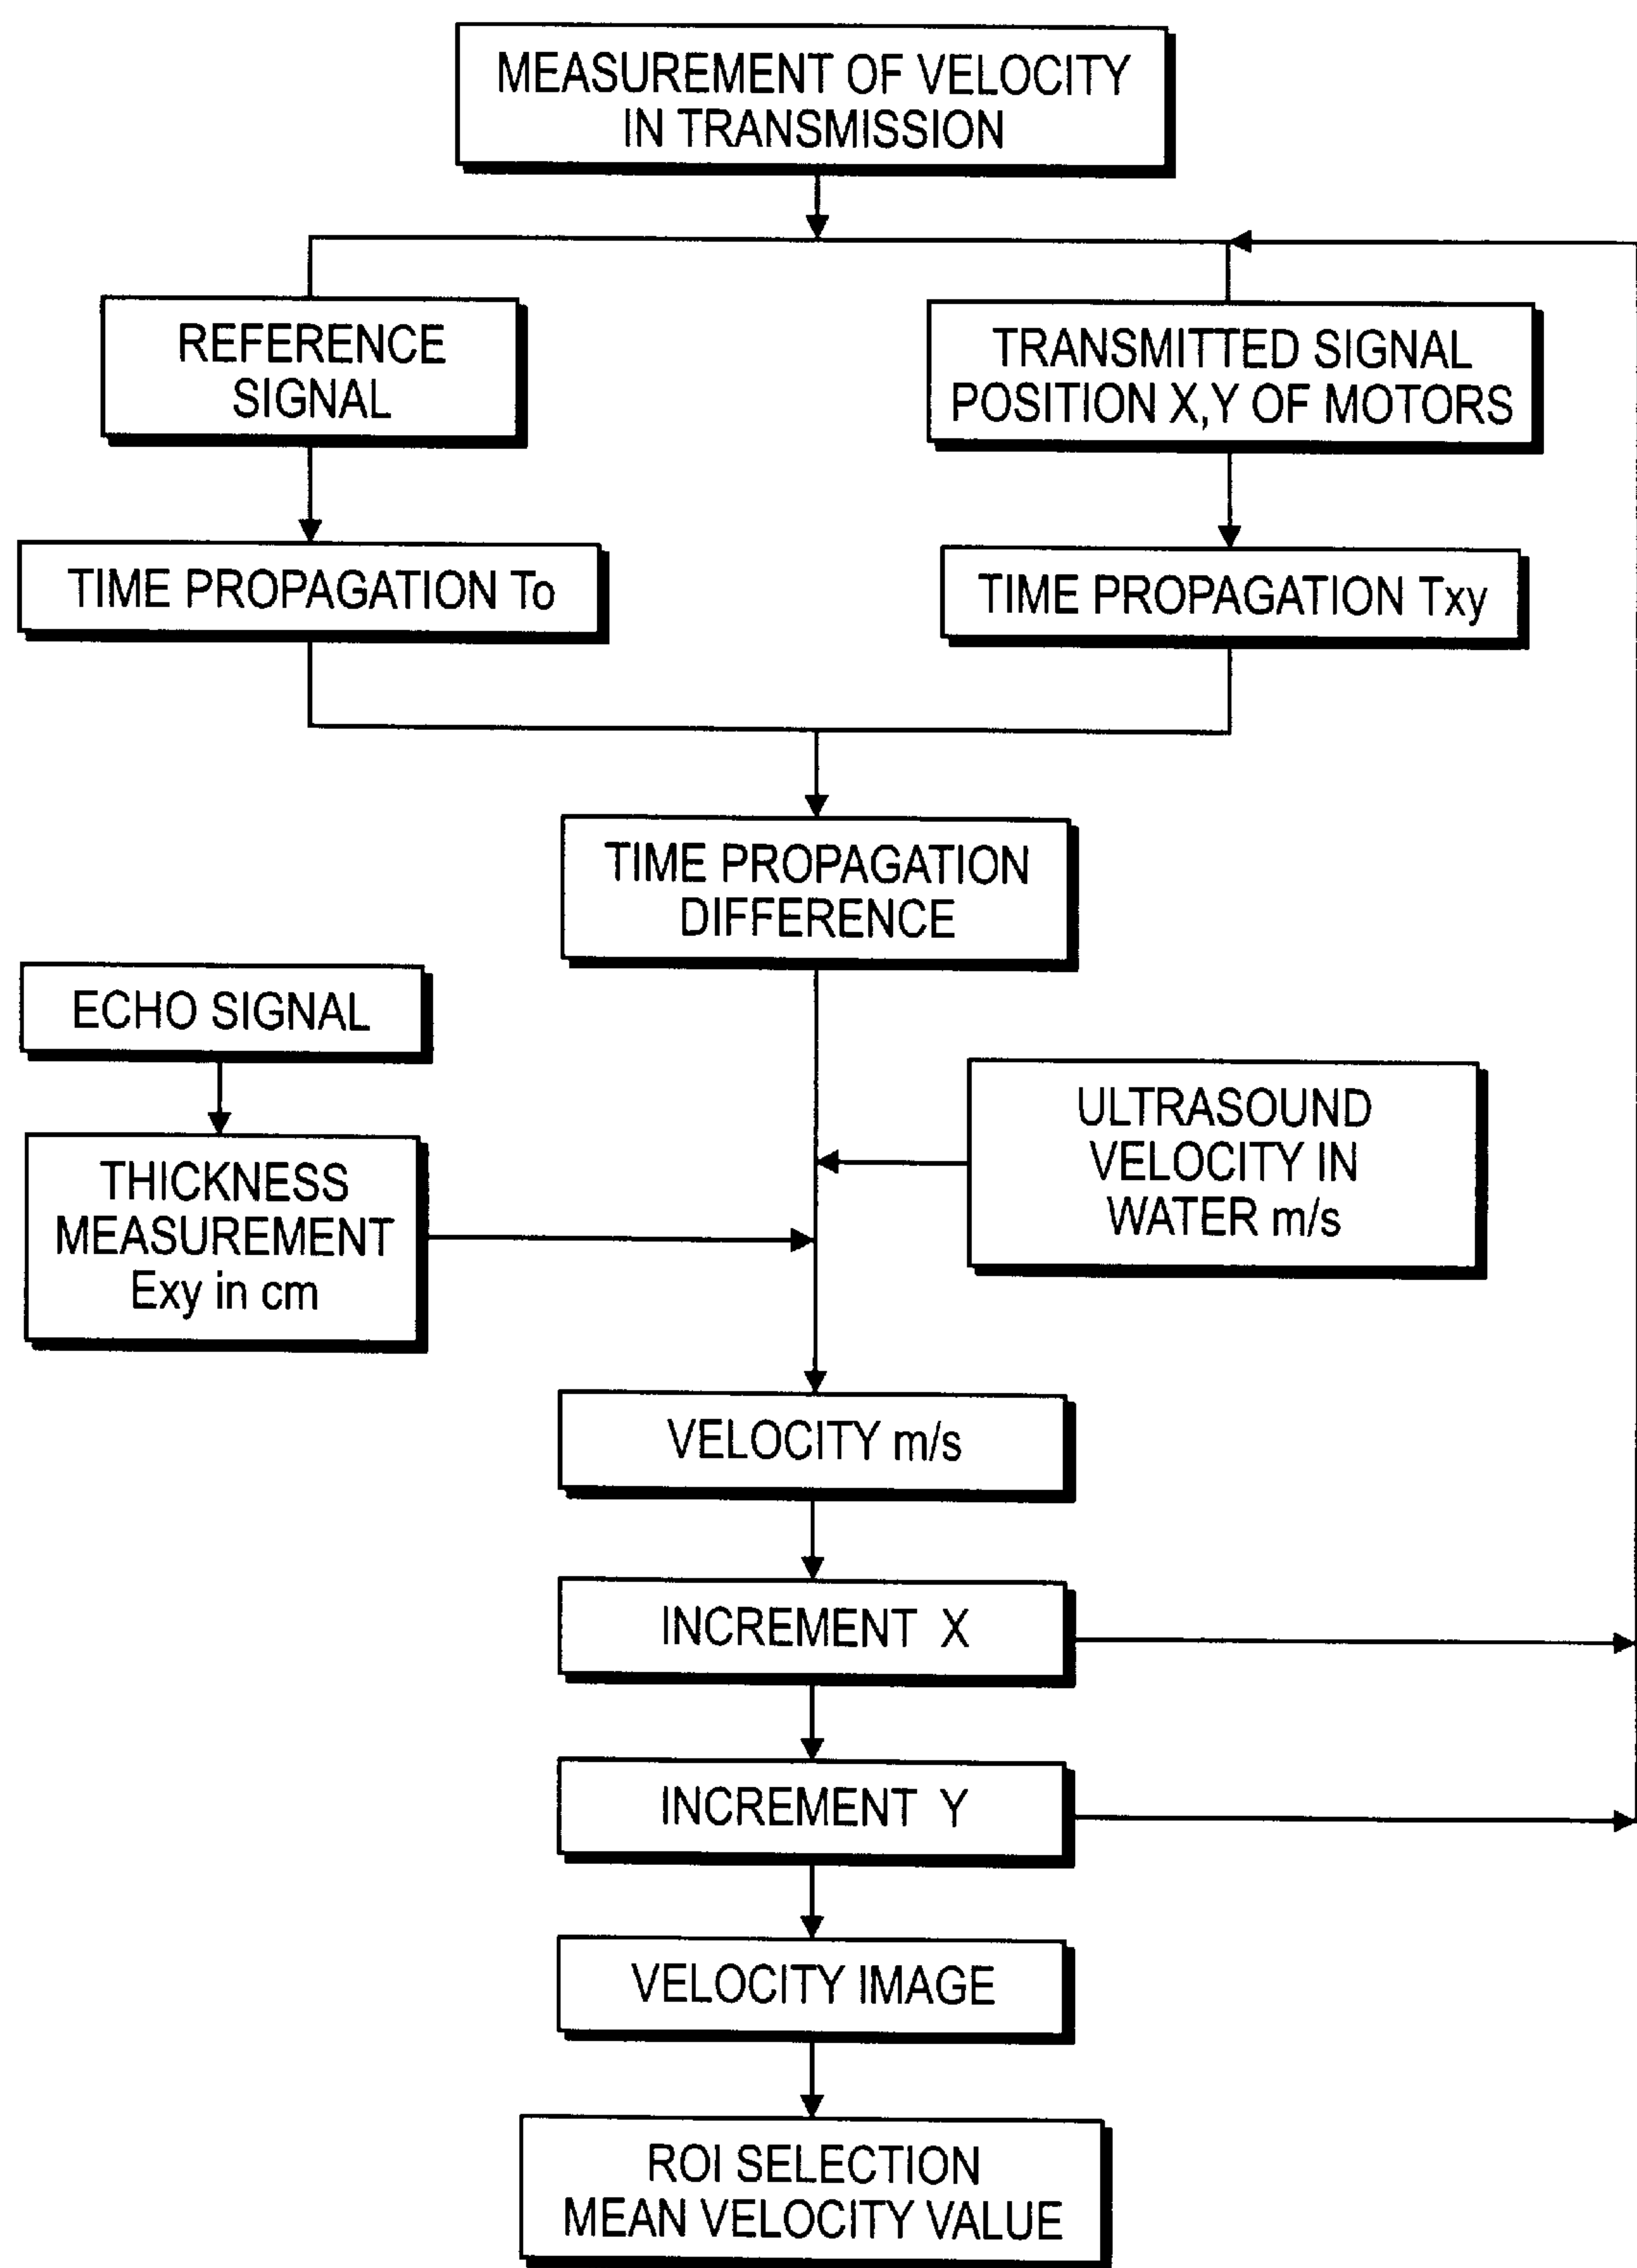 MEASUREMENT OF VELOCITY
IN TRANSMISSION
REFERENCE
SIGNAL
TRANSMITTED SIGNAL
POSITION X,Y OF MOTORS
TIME PROPAGATION To
TIME PROPAGATION Txy
TIME PROPAGATION
DIFFERENCE
ECHO SIGNAL
THICKNESS
MEASUREMENT
Exy in cm
ULTRASOUND
VELOCITY IN
WATER m/s
VELOCITY m/s
INCREMENT X
INCREMENT Y
VELOCITY IMAGE
ROI SELECTION
MEAN VELOCITY VALUE